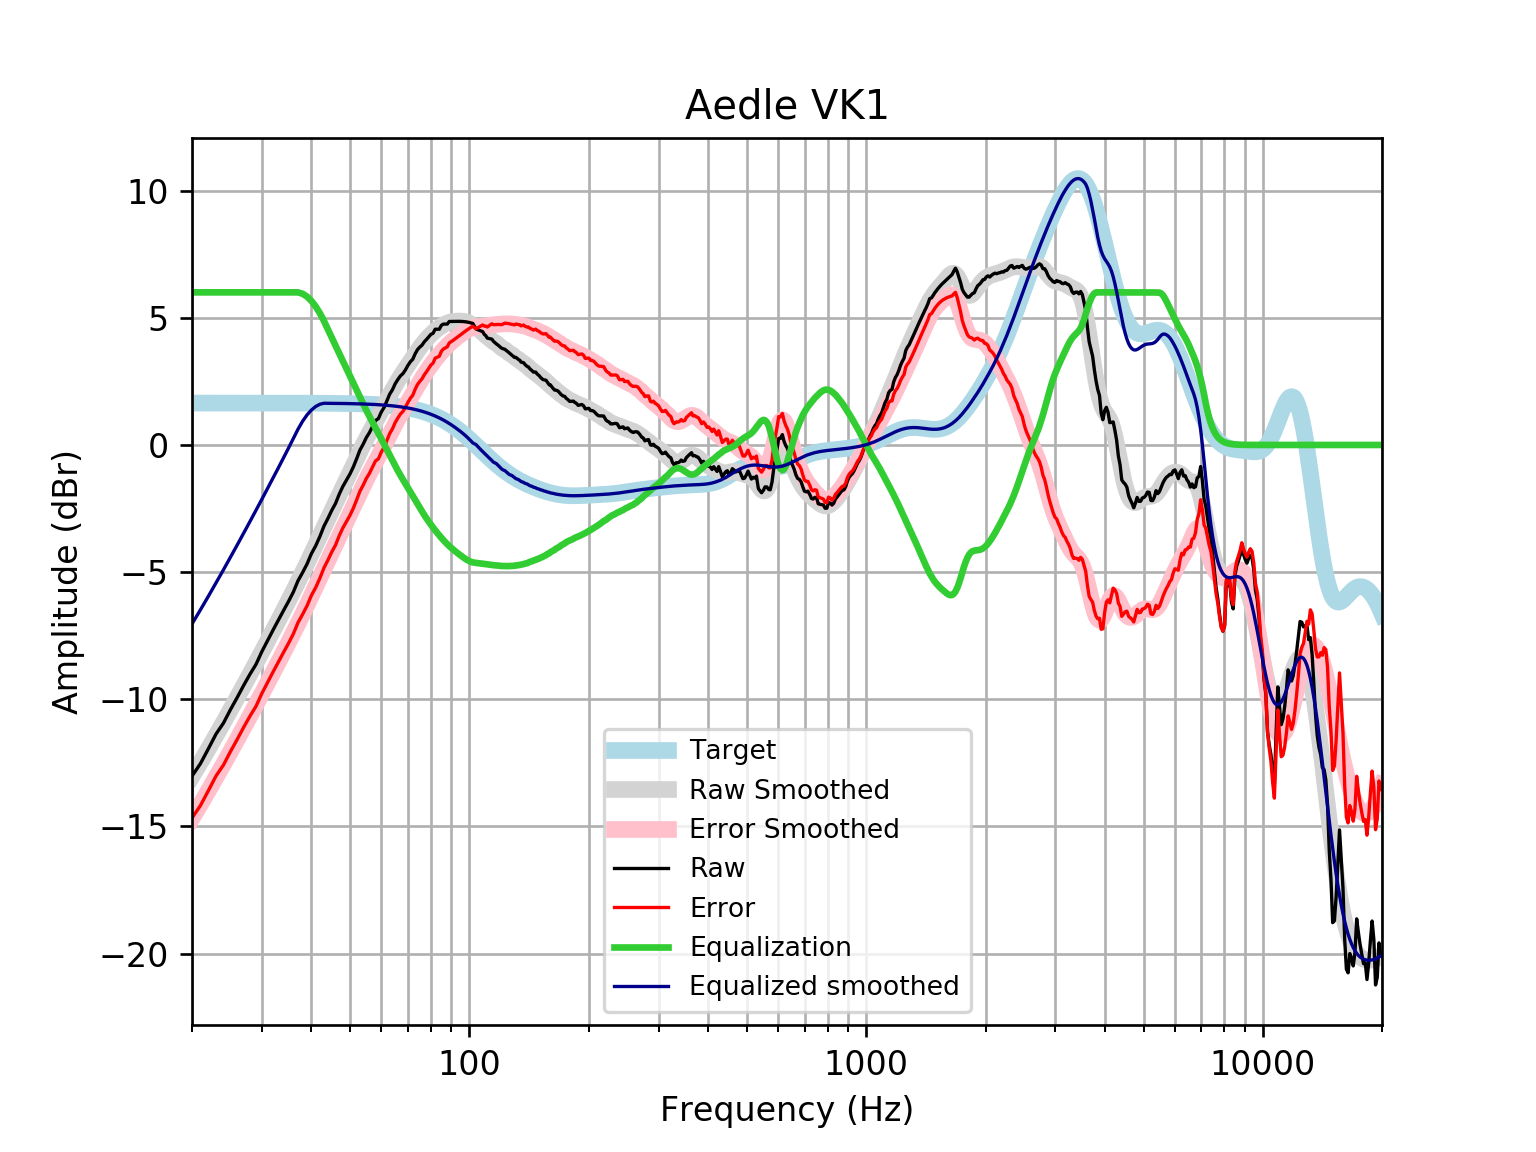 Aedle VK1
10
5
0
−5
−10
−15
−20
Amplitude (dBr)
Target
Raw Smoothed
Error Smoothed
Raw
Error
Equalization
Equalized smoothed
100 1000 10000
Frequency (Hz)